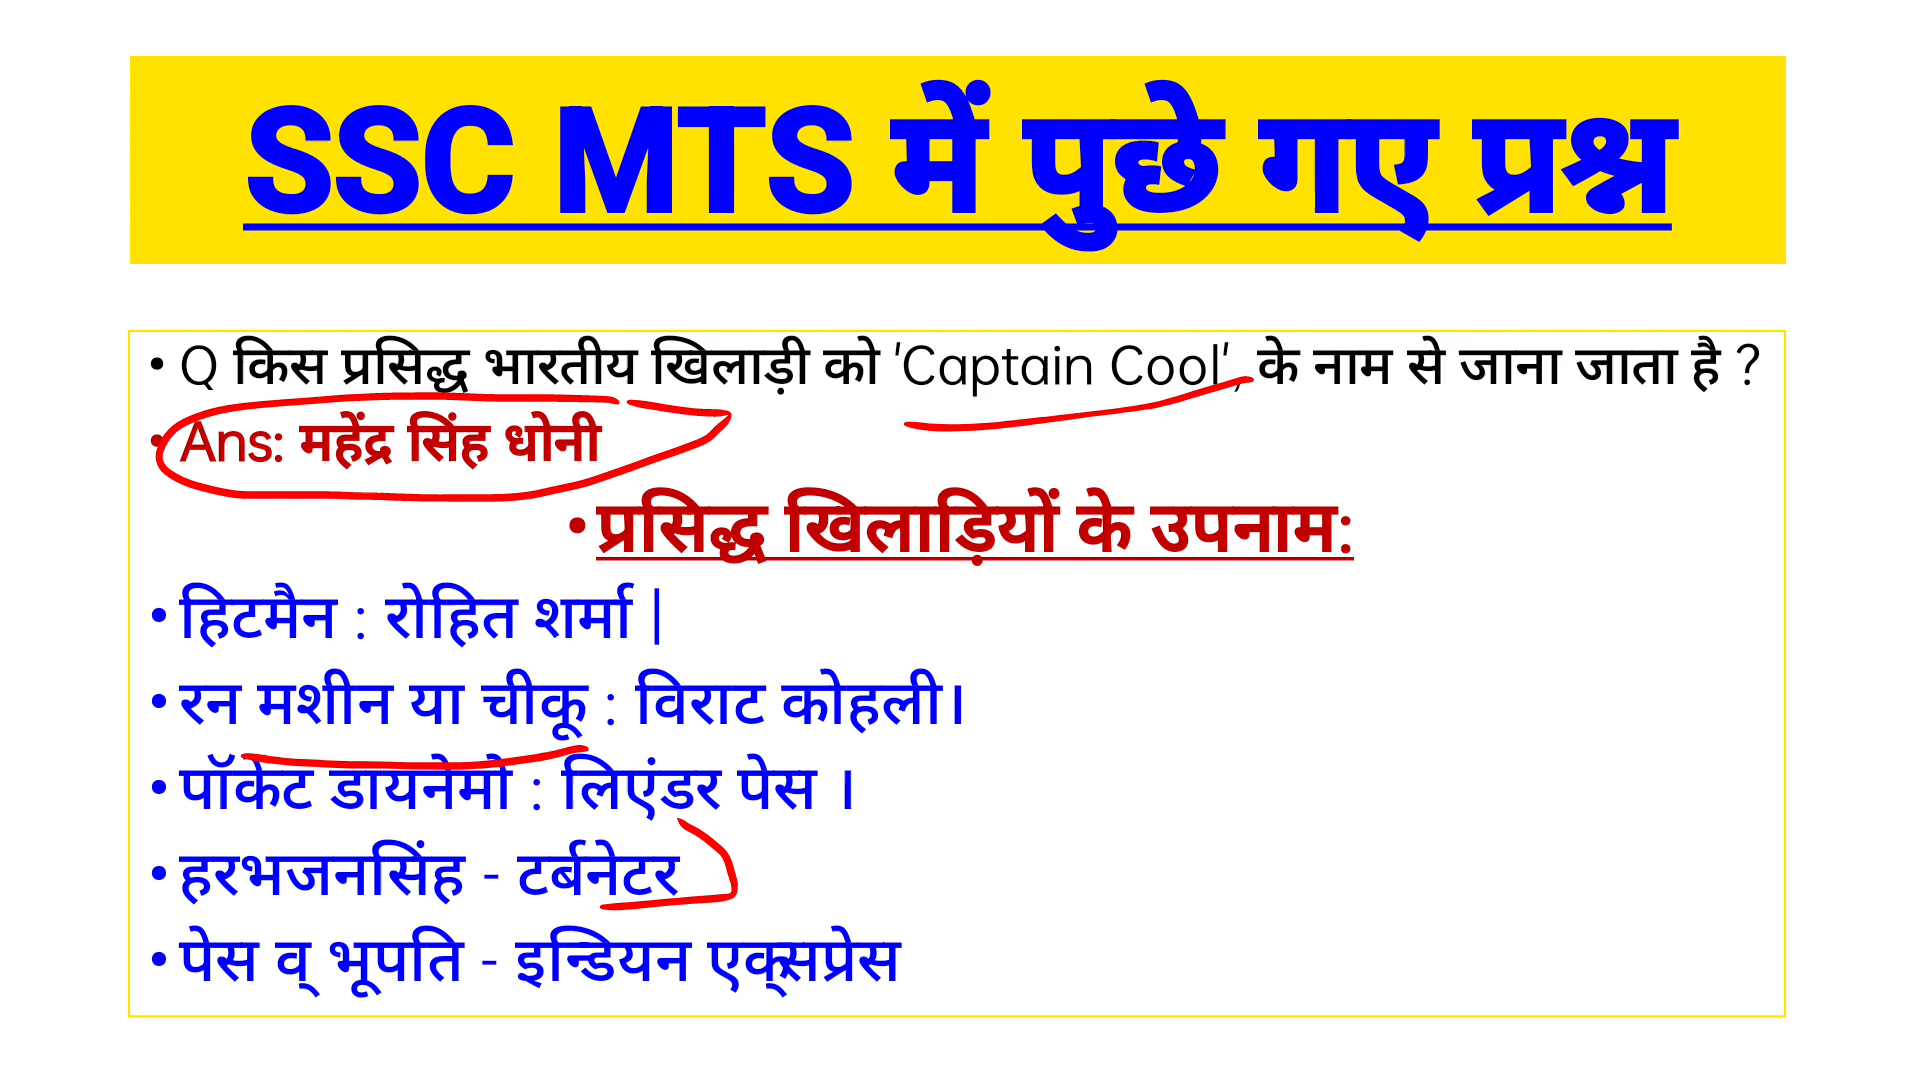 SSC MTS में पुछे गए प्रश्न
• Q किस प्रसिद्ध भारतीय खिलाड़ी को 'Captain Cool', के नाम से जाना जाता है ?
• Ans: महेंद्र सिंह धोनी
• प्रसिद्ध खिलाड़ियों के उपनाम:
• हिटमैन : रोहित शर्मा |
• रन मशीन या चीकू : विराट कोहली।
• पॉकेट डायनेमो : लिएंडर पेस ।
• हरभजनसिंह - टर्बनेटर
• पेस व् भूपति - इन्डियन एक्सप्रेस